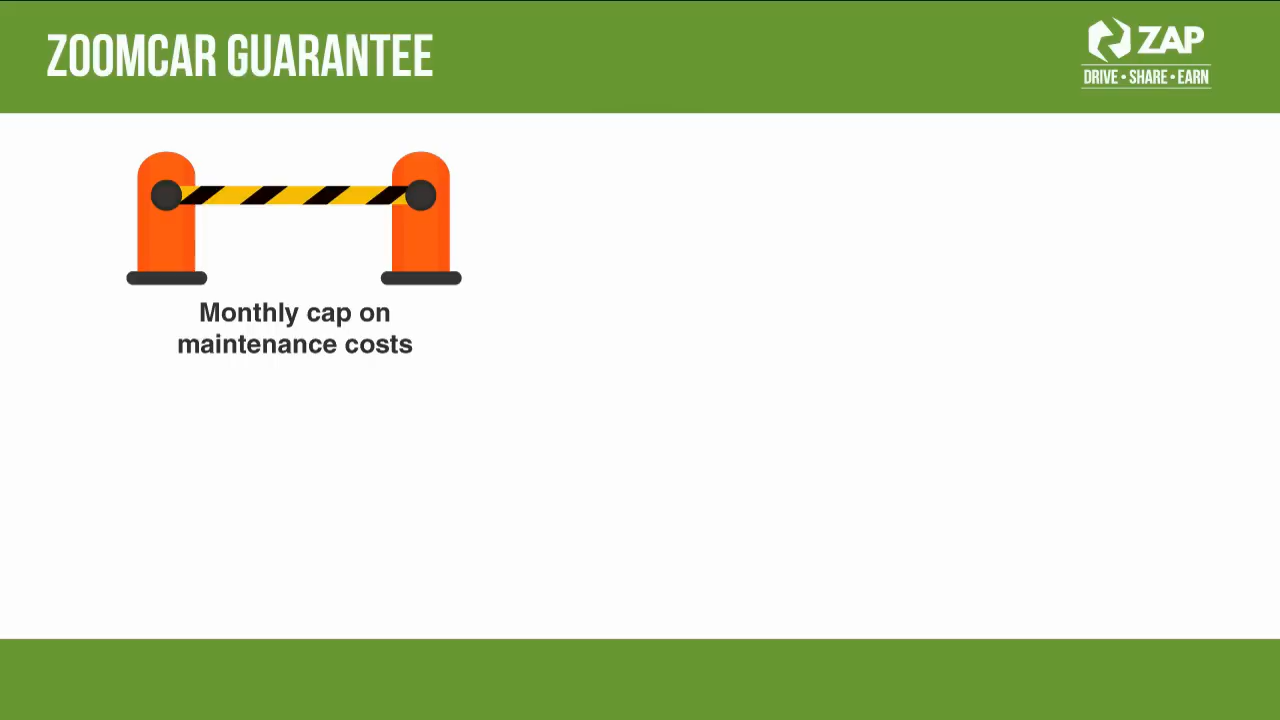 ZOOMCAR GUARANTEE
ZAP
DRIVE • SHARE • EARN
Monthly cap on
maintenance costs